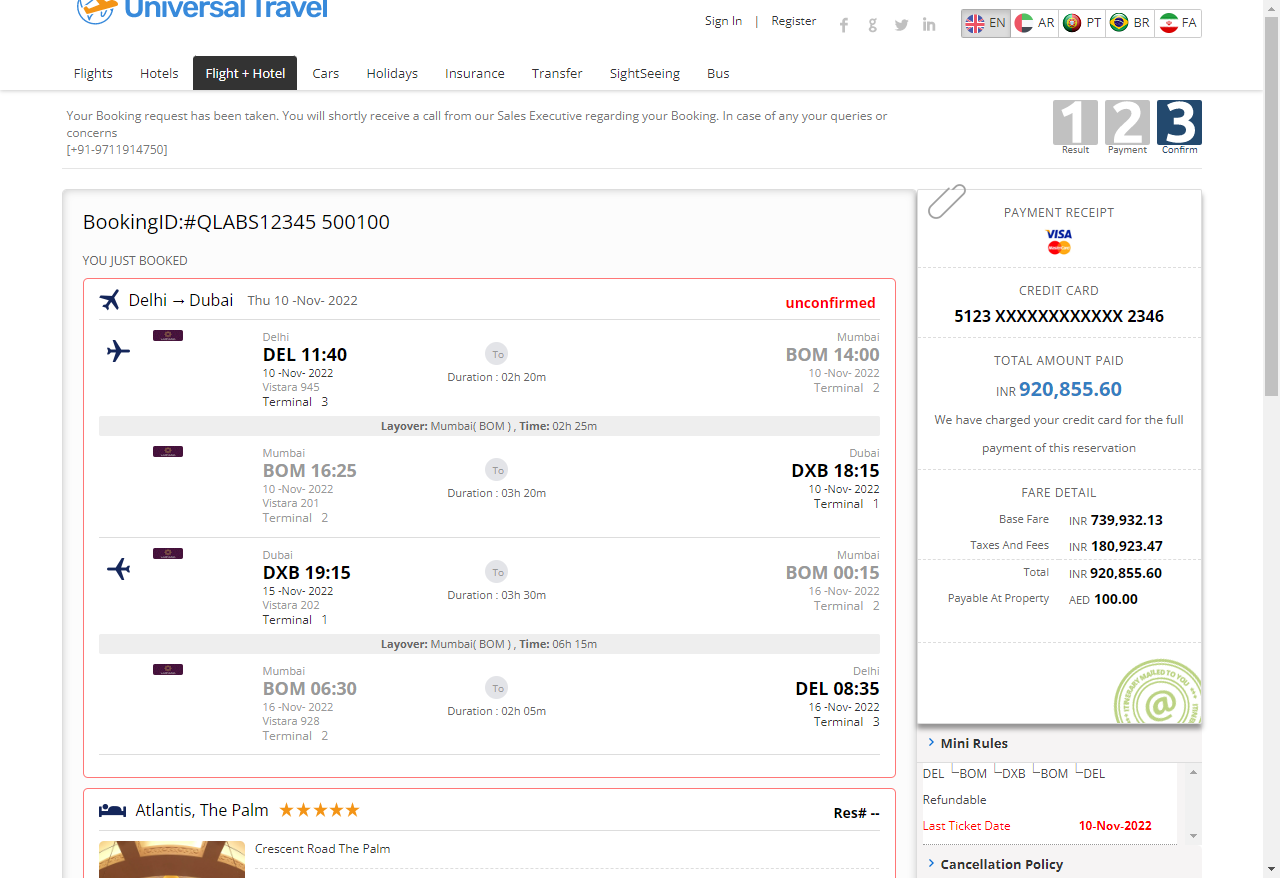 Universal Travel
Sign In | Register
EN AR PT BR FA
Flights Hotels Flight + Hotel Cars Holidays Insurance Transfer SightSeeing Bus
Your Booking request has been taken. You will shortly receive a call from our Sales Executive regarding your Booking. In case of any your queries or
concerns
[+91-9711914750]
1 2 3
Result Payment Confirm
BookingID:#QLABS12345 500100
YOU JUST BOOKED
Delhi → Dubai Thu 10 -Nov- 2022 unconfirmed
Delhi Mumbai
DEL 11:40 To BOM 14:00
10 -Nov- 2022 Duration : 02h 20m 10 -Nov- 2022
Vistara 945 Terminal 2
Terminal 3
Layover: Mumbai( BOM ) , Time: 02h 25m
Mumbai Dubai
BOM 16:25 To DXB 18:15
10 -Nov- 2022 Duration : 03h 20m 10 -Nov- 2022
Vistara 201 Terminal 1
Terminal 2
Dubai Mumbai
DXB 19:15 To BOM 00:15
15 -Nov- 2022 Duration : 03h 30m 16 -Nov- 2022
Vistara 202 Terminal 2
Terminal 1
Layover: Mumbai( BOM ) , Time: 06h 15m
Mumbai Delhi
BOM 06:30 To DEL 08:35
16 -Nov- 2022 Duration : 02h 05m 16 -Nov- 2022
Vistara 928 Terminal 3
Terminal 2
Atlantis, The Palm Res# --
Crescent Road The Palm
PAYMENT RECEIPT
VISA
CREDIT CARD
5123 XXXXXXXXXXXX 2346
TOTAL AMOUNT PAID
INR 920,855.60
We have charged your credit card for the full
payment of this reservation
FARE DETAIL
Base Fare INR 739,932.13
Taxes And Fees INR 180,923.47
Total INR 920,855.60
Payable At Property AED 100.00
ITINERARY MAILED TO YOU
@
Mini Rules
DEL BOM DXB BOM DEL
Refundable
Last Ticket Date 10-Nov-2022
Cancellation Policy